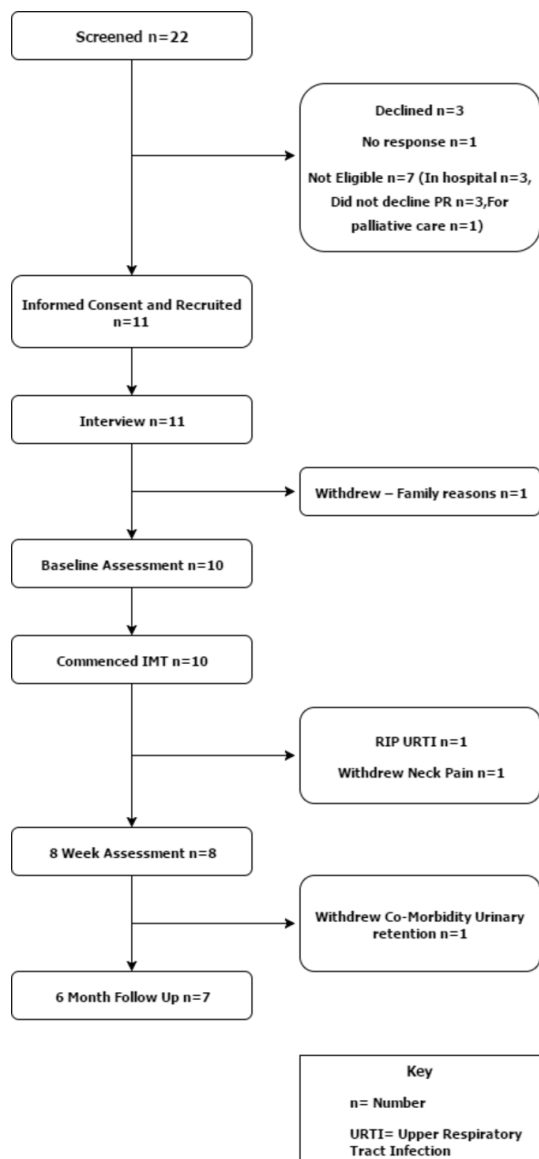 Screened n=22
Declined n=3
No response n=1
Not Eligible n=7 (In hospital n=3,
Did not decline PR n=3,For
palliative care n=1)
Informed Consent and Recruited
n=11
Interview n=11
Withdrew – Family reasons n=1
Baseline Assessment n=10
Commenced IMT n=10
RIP URTI n=1
Withdrew Neck Pain n=1
8 Week Assessment n=8
Withdrew Co-Morbidity Urinary
retention n=1
6 Month Follow Up n=7
Key
n= Number
URTI= Upper Respiratory
Tract Infection